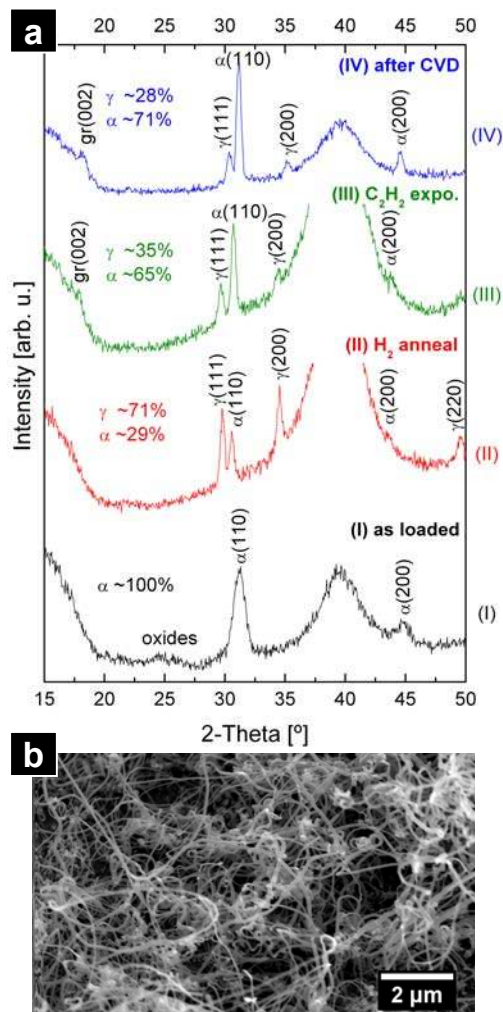 a
15 20 25 30 35 40 45 50
α(110)
(IV) after CVD
γ ~28%
α ~71%
gr(002)
γ(111)
γ(200)
α(200)
(IV)
(III) C₂H₂ expo.
γ ~35%
α ~65%
gr(002)
γ(111)
α(110)
γ(200)
α(200)
(III)
(II) H₂ anneal
γ ~71%
α ~29%
γ(111)
α(110)
γ(200)
α(200)
γ(220)
(II)
(I) as loaded
α ~100%
oxides
α(110)
α(200)
(I)
Intensity [arb. u.]
15 20 25 30 35 40 45 50
2-Theta [º]
b
2 µm